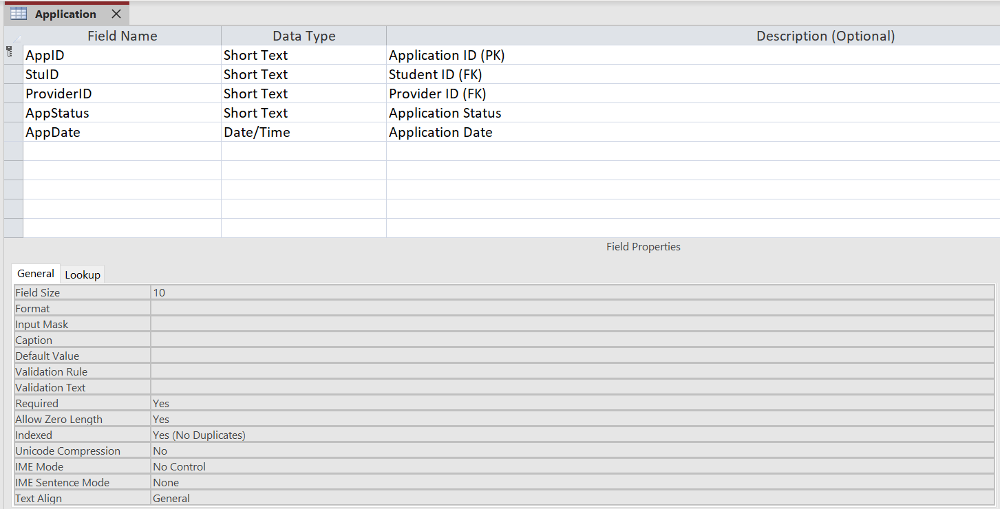 Application
Field Name Data Type Description (Optional)
AppID Short Text Application ID (PK)
StuID Short Text Student ID (FK)
ProviderID Short Text Provider ID (FK)
AppStatus Short Text Application Status
AppDate Date/Time Application Date
Field Properties
General Lookup
Field Size 10
Format
Input Mask
Caption
Default Value
Validation Rule
Validation Text
Required Yes
Allow Zero Length Yes
Indexed Yes (No Duplicates)
Unicode Compression No
IME Mode No Control
IME Sentence Mode None
Text Align General